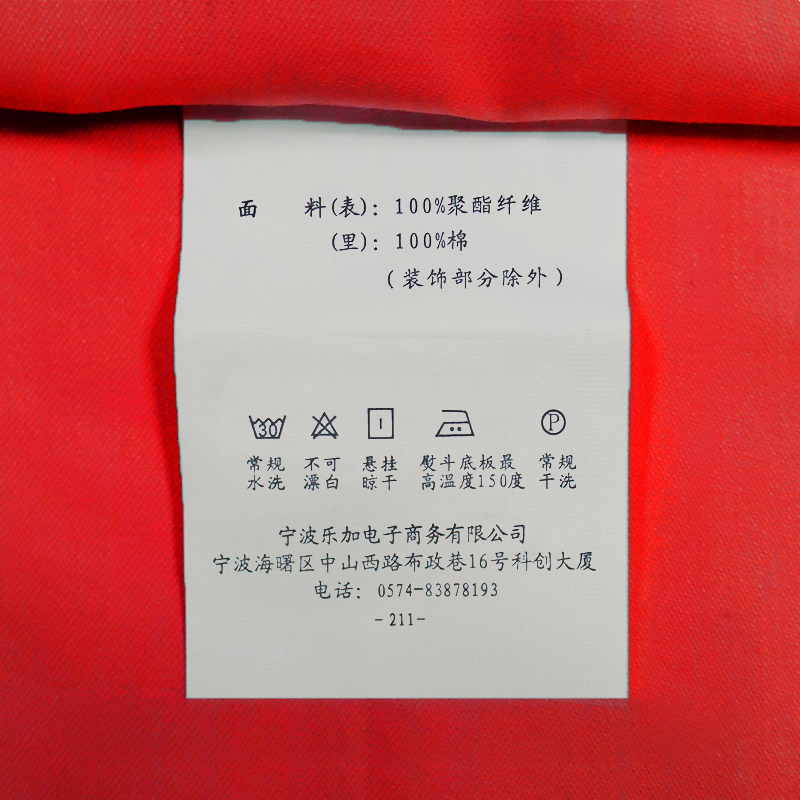 面　　料(表)：100%聚酯纤维
(里)：100%棉
(装饰部分除外)
30 P
常规 不可 悬挂 熨斗底板最 常规
水洗 漂白 晾干 高温度150度 干洗
宁波乐加电子商务有限公司
宁波海曙区中山西路布政巷16号科创大厦
电话：0574-83878193
-211-